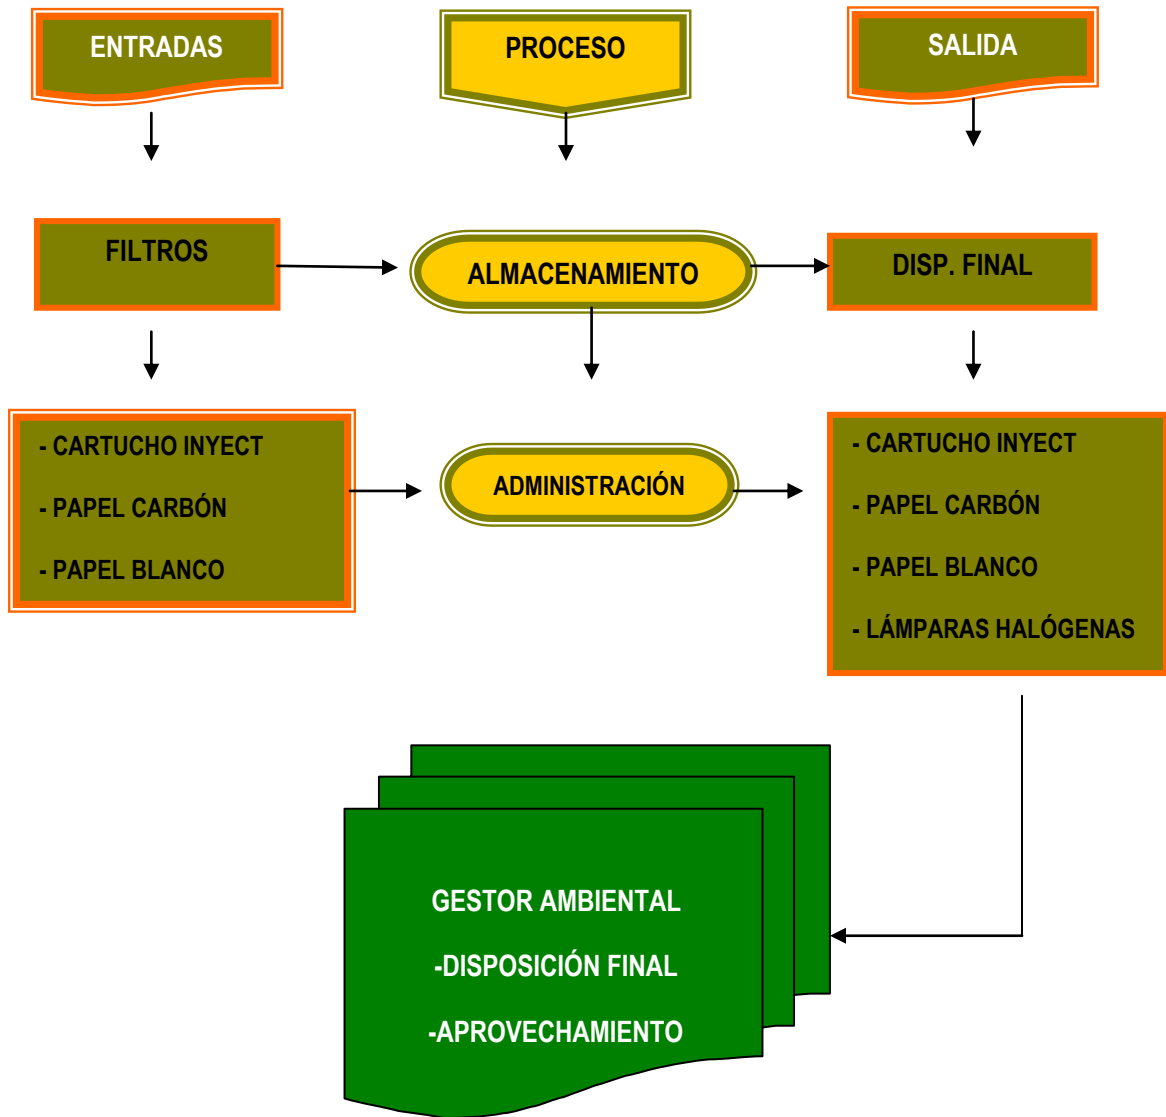 ENTRADAS
PROCESO
SALIDA
FILTROS
ALMACENAMIENTO
DISP. FINAL
- CARTUCHO INYECT
- PAPEL CARBÓN
- PAPEL BLANCO
ADMINISTRACIÓN
- CARTUCHO INYECT
- PAPEL CARBÓN
- PAPEL BLANCO
- LÁMPARAS HALÓGENAS
GESTOR AMBIENTAL
-DISPOSICIÓN FINAL
-APROVECHAMIENTO